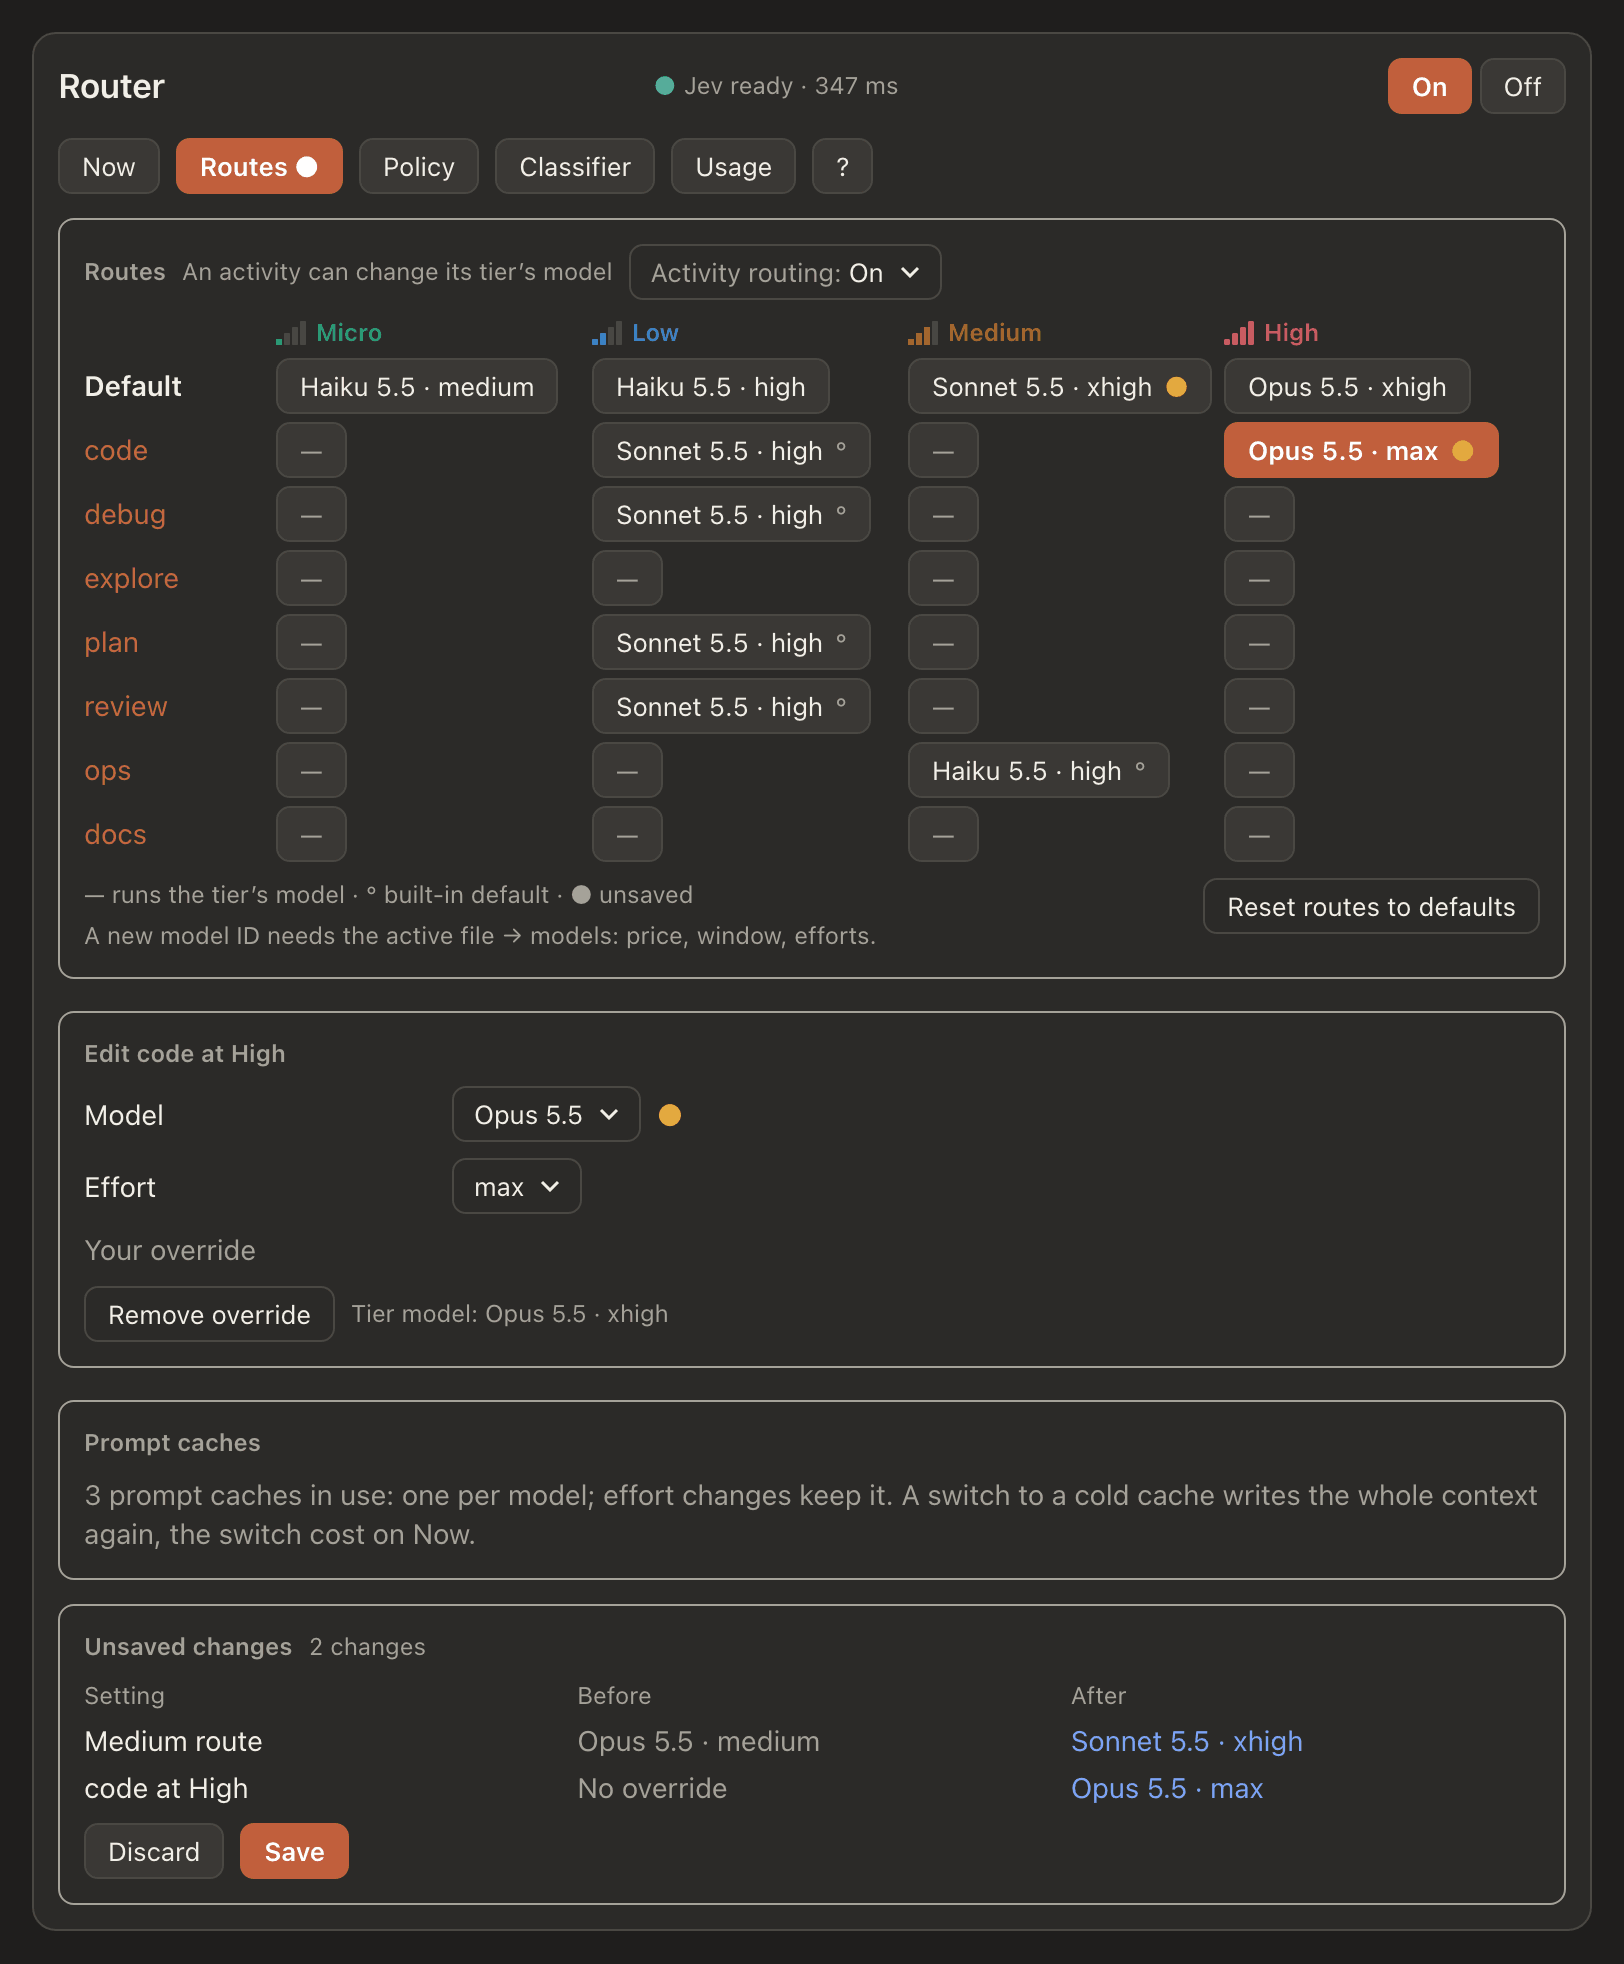 Router
Jev ready · 347 ms
On
Off
Now
Routes
Policy
Classifier
Usage
?
Routes An activity can change its tier’s model Activity routing: On
Micro Low Medium High
Default Haiku 5.5 · medium Haiku 5.5 · high Sonnet 5.5 · xhigh Opus 5.5 · xhigh
code — Sonnet 5.5 · high ° — Opus 5.5 · max
debug — Sonnet 5.5 · high ° — —
explore — — — —
plan — Sonnet 5.5 · high ° — —
review — Sonnet 5.5 · high ° — —
ops — — Haiku 5.5 · high ° —
docs — — — —
— runs the tier’s model · ° built-in default · ● unsaved
Reset routes to defaults
A new model ID needs the active file → models: price, window, efforts.
Edit code at High
Model Opus 5.5
Effort max
Your override
Remove override Tier model: Opus 5.5 · xhigh
Prompt caches
3 prompt caches in use: one per model; effort changes keep it. A switch to a cold cache writes the whole context
again, the switch cost on Now.
Unsaved changes 2 changes
Setting Before After
Medium route Opus 5.5 · medium Sonnet 5.5 · xhigh
code at High No override Opus 5.5 · max
Discard Save